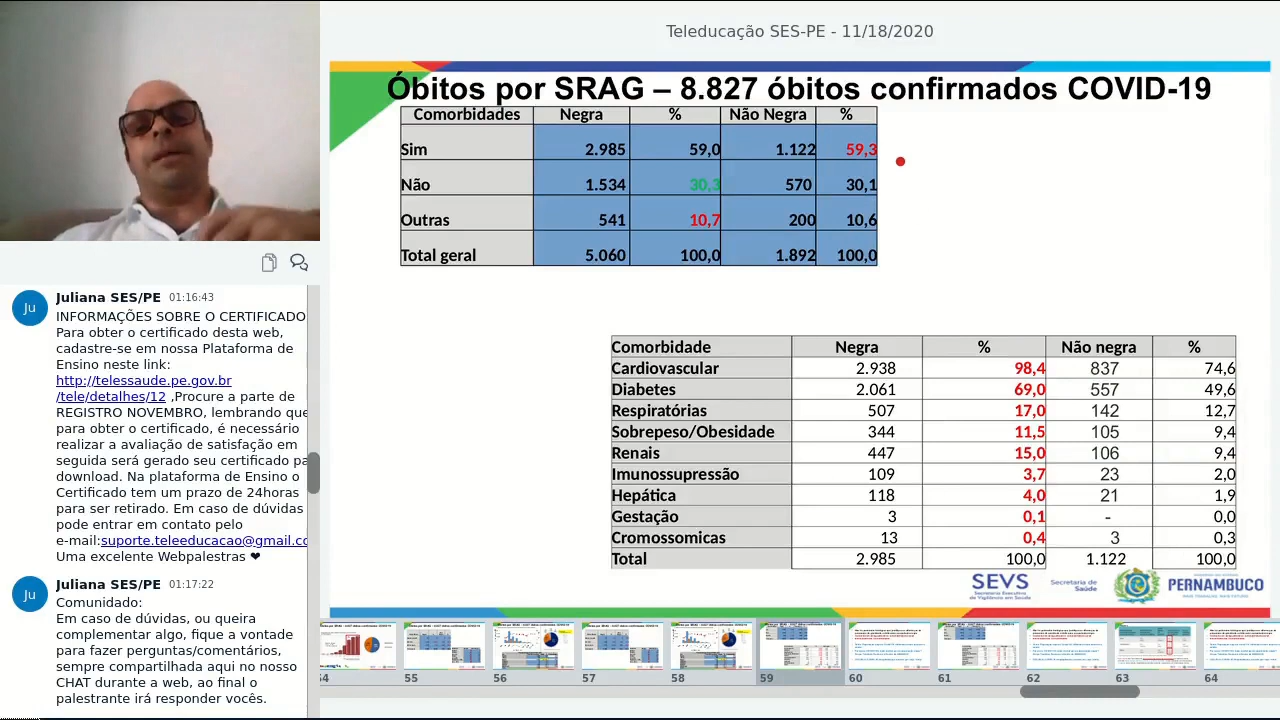 Teleducação SES-PE - 11/18/2020
Óbitos por SRAG – 8.827 óbitos confirmados COVID-19
Comorbidades Negra % Não Negra %
Sim 2.985 59,0 1.122 59,3
Não 1.534 30,3 570 30,1
Outras 541 10,7 200 10,6
Total geral 5.060 100,0 1.892 100,0
Comorbidade Negra % Não negra %
Cardiovascular 2.938 98,4 837 74,6
Diabetes 2.061 69,0 557 49,6
Respiratórias 507 17,0 142 12,7
Sobrepeso/Obesidade 344 11,5 105 9,4
Renais 447 15,0 106 9,4
Imunossupressão 109 3,7 23 2,0
Hepática 118 4,0 21 1,9
Gestação 3 0,1 - 0,0
Cromossomicas 13 0,4 3 0,3
Total 2.985 100,0 1.122 100,0
SEVS
Secretaria Executiva
de Vigilância em Saúde
Secretaria de
Saúde
PERNAMBUCO
54 55 56 57 58 59 60 61 62 63 64
Ju
Juliana SES/PE 01:16:43
INFORMAÇÕES SOBRE O CERTIFICADO
Para obter o certificado desta web,
cadastre-se em nossa Plataforma de
Ensino neste link:
http://telessaude.pe.gov.br
/tele/detalhes/12 ,Procure a parte de
REGISTRO NOVEMBRO, lembrando que
para obter o certificado, é necessário
realizar a avaliação de satisfação em
seguida será gerado seu certificado pa
download. Na plataforma de Ensino o
Certificado tem um prazo de 24horas
para ser retirado. Em caso de dúvidas
pode entrar em contato pelo
e-mail:suporte.teleeducacao@gmail.co
Uma excelente Webpalestras ❤
Ju
Juliana SES/PE 01:17:22
Comunidado:
Em caso de dúvidas, ou queira
complementar algo, fique a vontade
para fazer perguntas, comentários,
sempre compartilhado aqui no nosso
CHAT durante a web, ao final o
palestrante irá responder vocês.